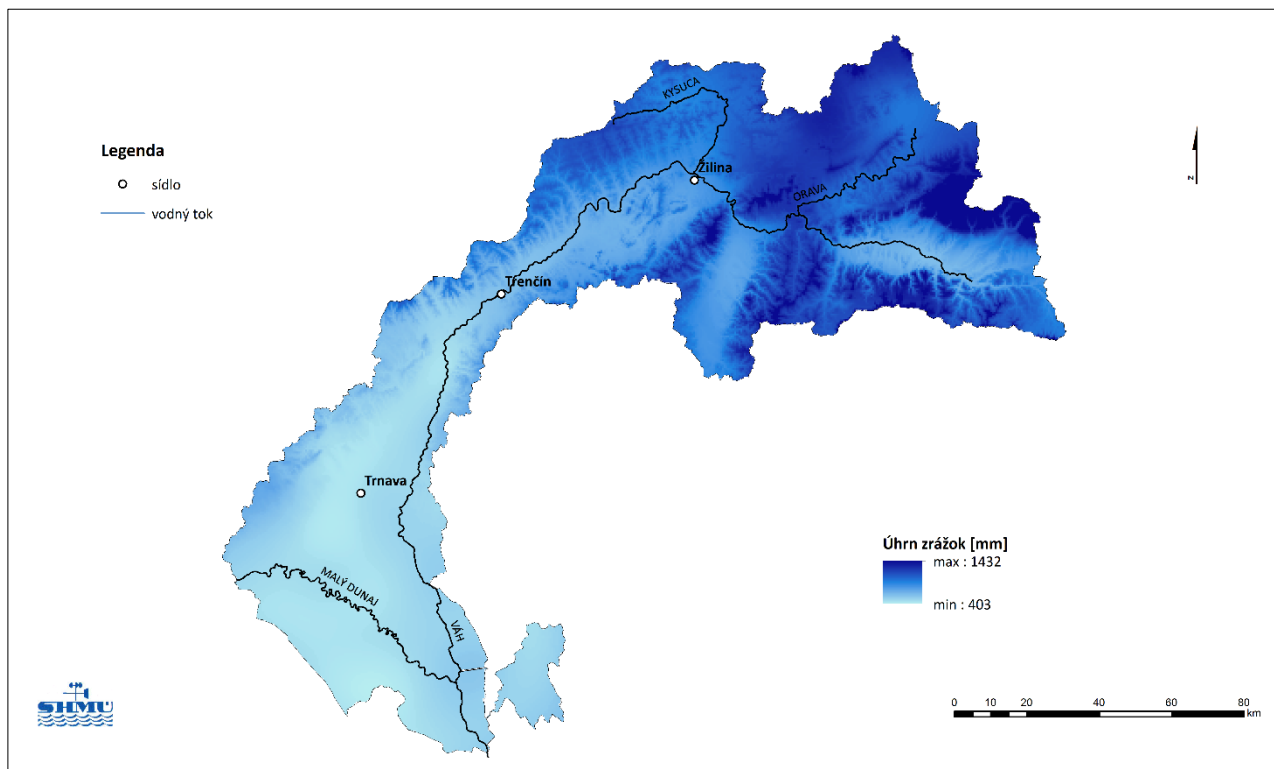 KYSUCA
Legenda
sídlo
vodný tok
Žilina
ORAVA
z
Trenčín
Trnava
Úhrn zrážok [mm]
max : 1432
min : 403
MALÝ DUNAJ
VÁH
SHMÚ
0 10 20 40 60 80
km